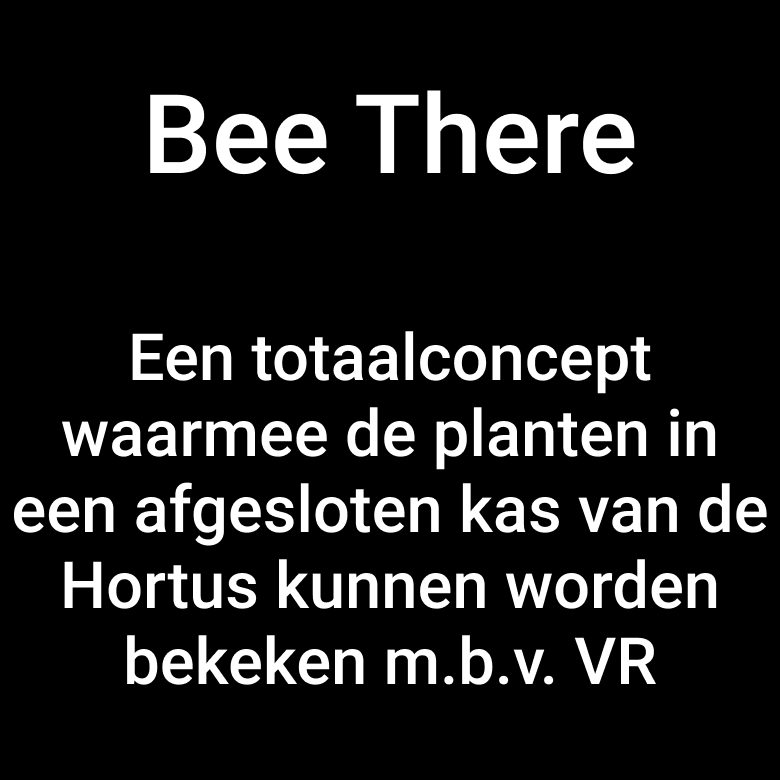 Bee There
Een totaalconcept
waarmee de planten in
een afgesloten kas van de
Hortus kunnen worden
bekeken m.b.v. VR